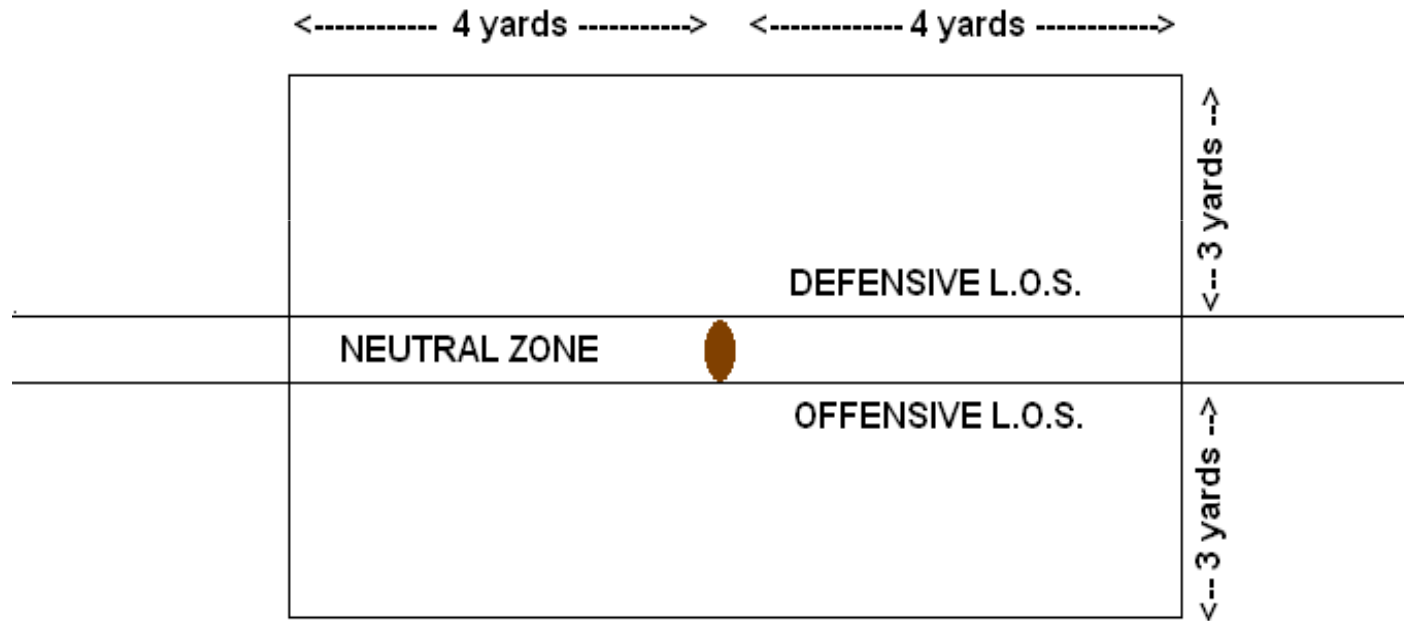 <------------ 4 yards ----------->
<------------- 4 yards ------------>
<-- 3 yards -->
DEFENSIVE L.O.S.
NEUTRAL ZONE
OFFENSIVE L.O.S.
<-- 3 yards -->